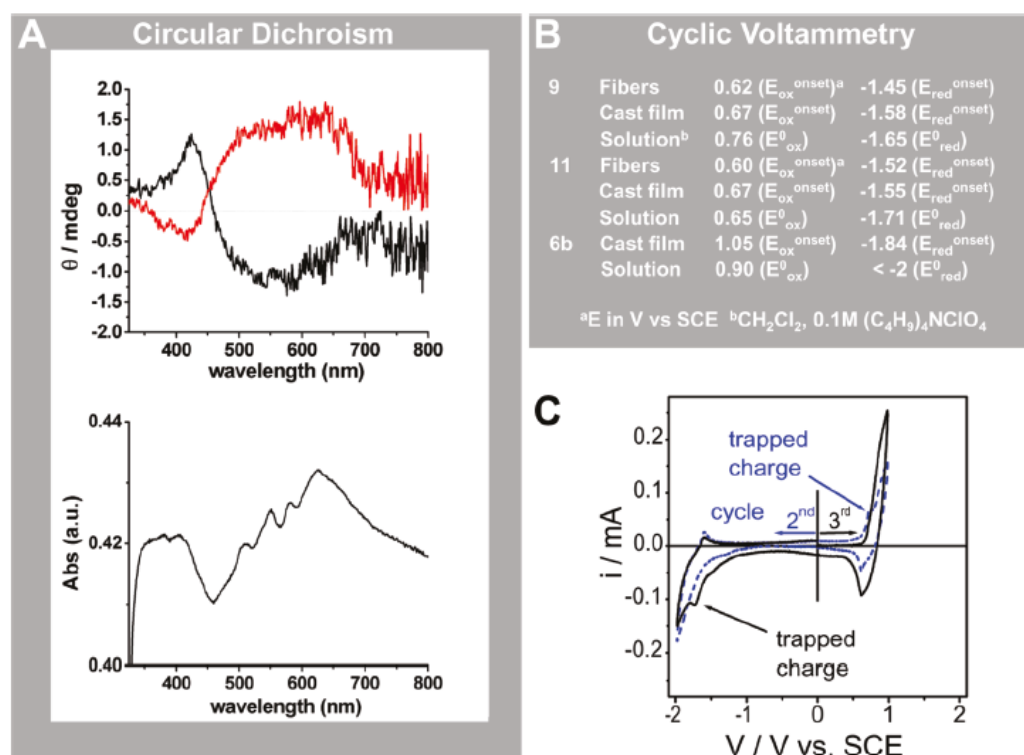 A
Circular Dichroism
2.0
1.5
1.0
0.5
0.0
-0.5
-1.0
-1.5
-2.0
θ / mdeg
400 500 600 700 800
wavelength (nm)
0.44
0.42
0.40
Abs (a.u.)
400 500 600 700 800
wavelength (nm)
B
Cyclic Voltammetry
9 Fibers 0.62 (E_ox^onset)^a -1.45 (E_red^onset)
Cast film 0.67 (E_ox^onset) -1.58 (E_red^onset)
Solution^b 0.76 (E^0_ox) -1.65 (E^0_red)
11 Fibers 0.60 (E_ox^onset)^a -1.52 (E_red^onset)
Cast film 0.67 (E_ox^onset) -1.55 (E_red^onset)
Solution 0.65 (E^0_ox) -1.71 (E^0_red)
6b Cast film 1.05 (E_ox^onset) -1.84 (E_red^onset)
Solution 0.90 (E^0_ox) < -2 (E^0_red)
^aE in V vs SCE ^bCH₂Cl₂, 0.1M (C₄H₉)₄NClO₄
C
trapped
charge
cycle 2^nd 3^rd
0.2
0.1
0.0
-0.1
-0.2
i / mA
trapped
charge
-2 -1 0 1 2
V / V vs. SCE